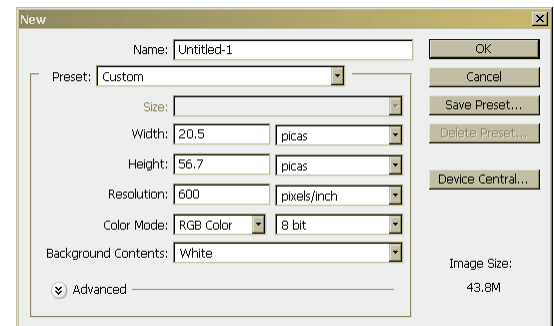 New
Name: Untitled-1
OK
Preset: Custom
Cancel
Size:
Save Preset...
Width: 20.5 picas
Delete Preset...
Height: 56.7 picas
Device Central...
Resolution: 600 pixels/inch
Color Mode: RGB Color 8 bit
Background Contents: White
Image Size:
Advanced
43.8M